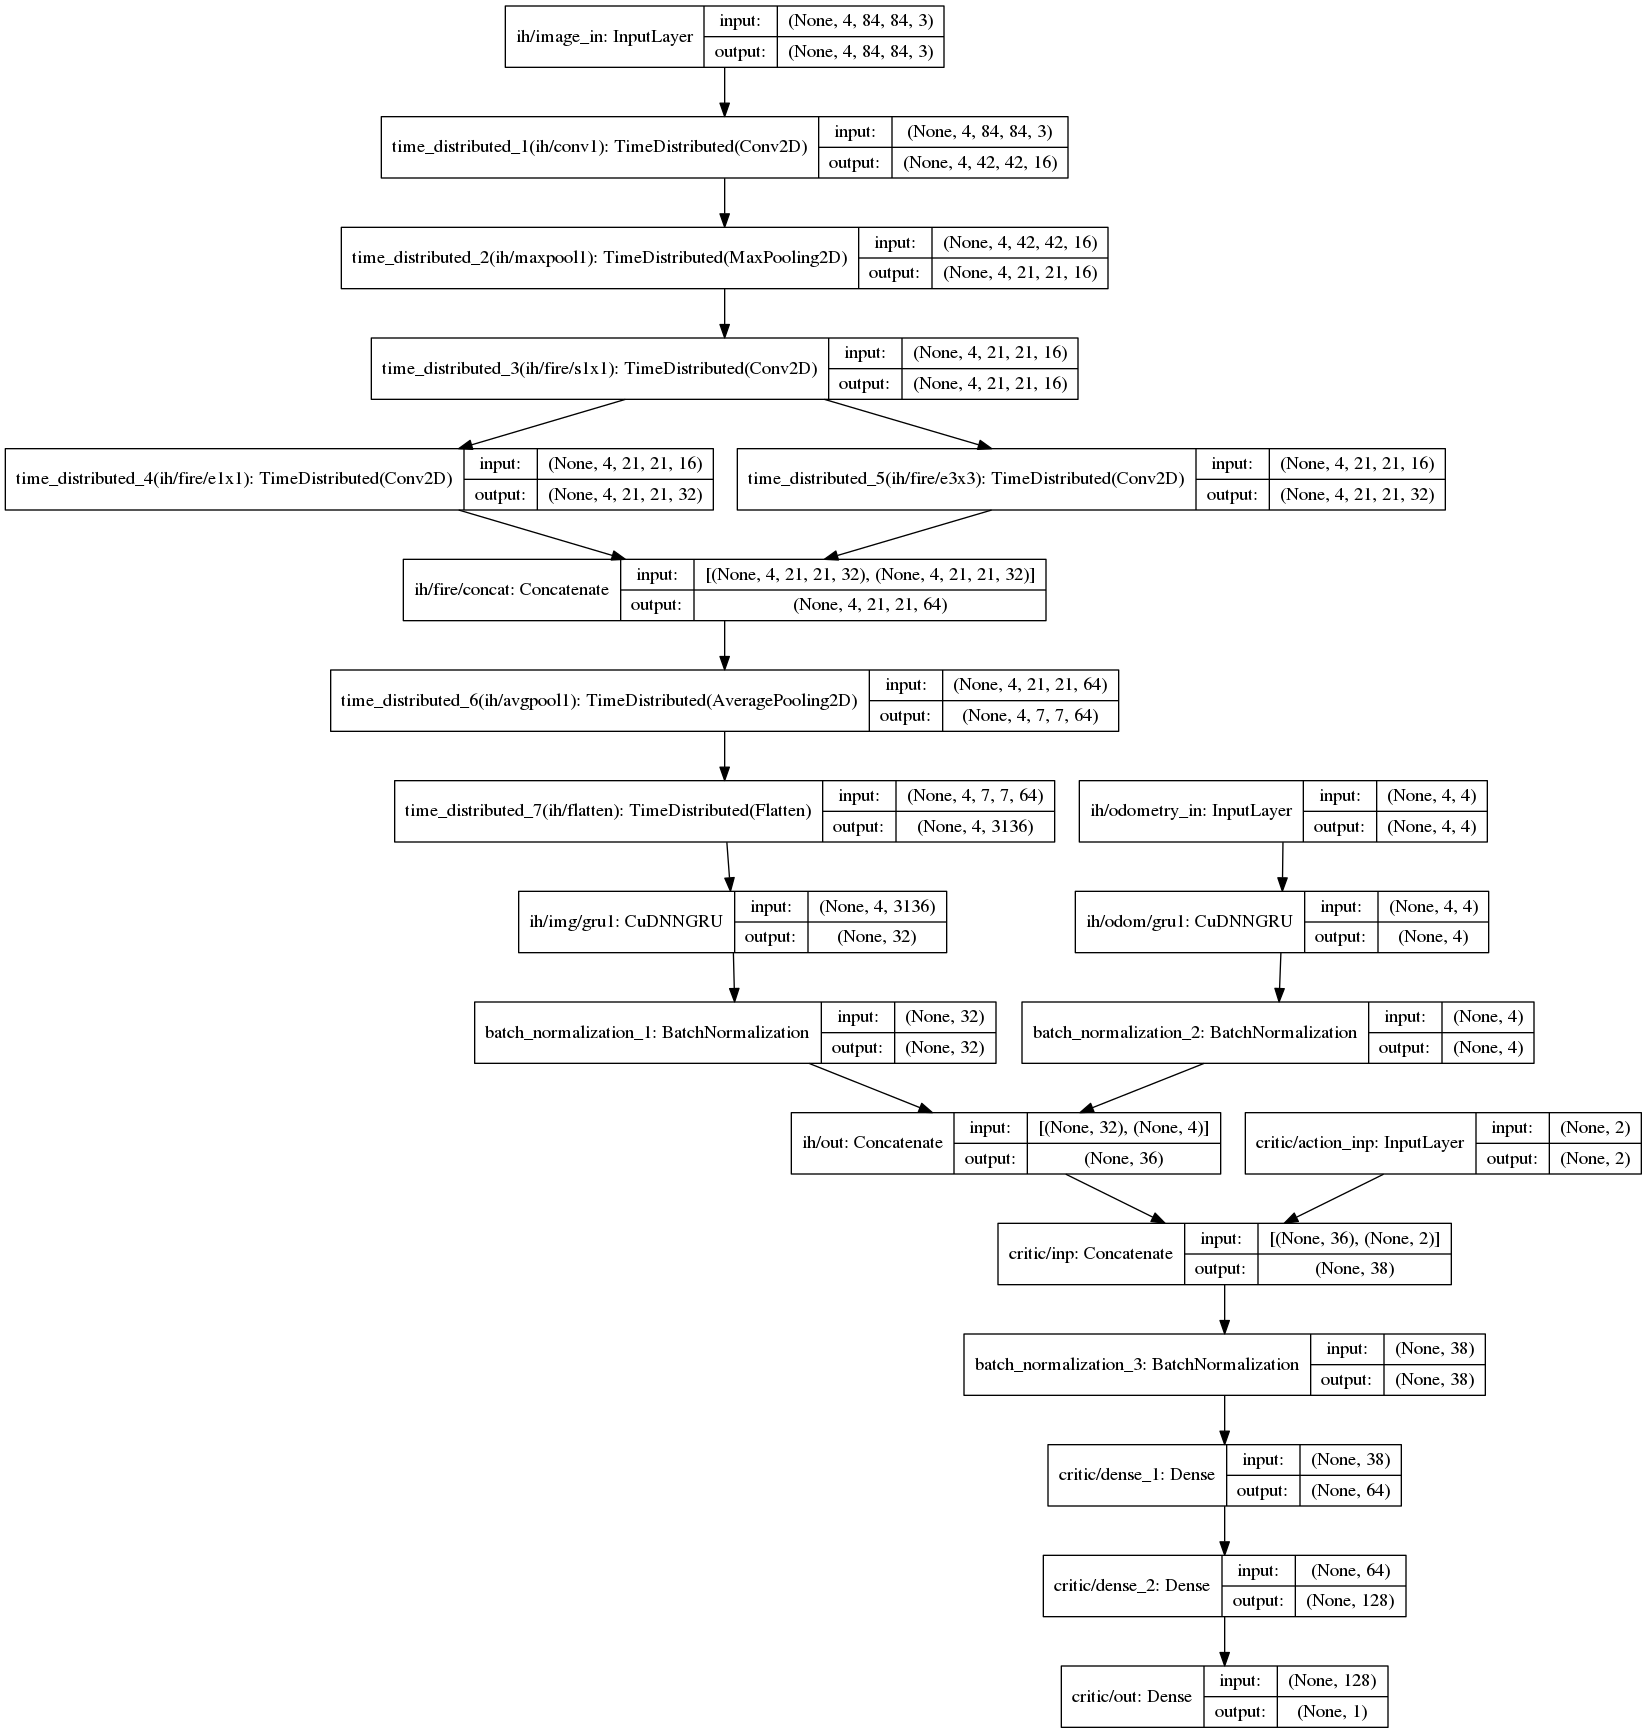 ih/image_in: InputLayer
input: (None, 4, 84, 84, 3)
output: (None, 4, 84, 84, 3)
time_distributed_1(ih/conv1): TimeDistributed(Conv2D)
input: (None, 4, 84, 84, 3)
output: (None, 4, 42, 42, 16)
time_distributed_2(ih/maxpool1): TimeDistributed(MaxPooling2D)
input: (None, 4, 42, 42, 16)
output: (None, 4, 21, 21, 16)
time_distributed_3(ih/fire/s1x1): TimeDistributed(Conv2D)
input: (None, 4, 21, 21, 16)
output: (None, 4, 21, 21, 16)
time_distributed_4(ih/fire/e1x1): TimeDistributed(Conv2D)
input: (None, 4, 21, 21, 16)
output: (None, 4, 21, 21, 32)
time_distributed_5(ih/fire/e3x3): TimeDistributed(Conv2D)
input: (None, 4, 21, 21, 16)
output: (None, 4, 21, 21, 32)
ih/fire/concat: Concatenate
input: [(None, 4, 21, 21, 32), (None, 4, 21, 21, 32)]
output: (None, 4, 21, 21, 64)
time_distributed_6(ih/avgpool1): TimeDistributed(AveragePooling2D)
input: (None, 4, 21, 21, 64)
output: (None, 4, 7, 7, 64)
time_distributed_7(ih/flatten): TimeDistributed(Flatten)
input: (None, 4, 7, 7, 64)
output: (None, 4, 3136)
ih/odometry_in: InputLayer
input: (None, 4, 4)
output: (None, 4, 4)
ih/img/gru1: CuDNNGRU
input: (None, 4, 3136)
output: (None, 32)
ih/odom/gru1: CuDNNGRU
input: (None, 4, 4)
output: (None, 4)
batch_normalization_1: BatchNormalization
input: (None, 32)
output: (None, 32)
batch_normalization_2: BatchNormalization
input: (None, 4)
output: (None, 4)
ih/out: Concatenate
input: [(None, 32), (None, 4)]
output: (None, 36)
critic/action_inp: InputLayer
input: (None, 2)
output: (None, 2)
critic/inp: Concatenate
input: [(None, 36), (None, 2)]
output: (None, 38)
batch_normalization_3: BatchNormalization
input: (None, 38)
output: (None, 38)
critic/dense_1: Dense
input: (None, 38)
output: (None, 64)
critic/dense_2: Dense
input: (None, 64)
output: (None, 128)
critic/out: Dense
input: (None, 128)
output: (None, 1)